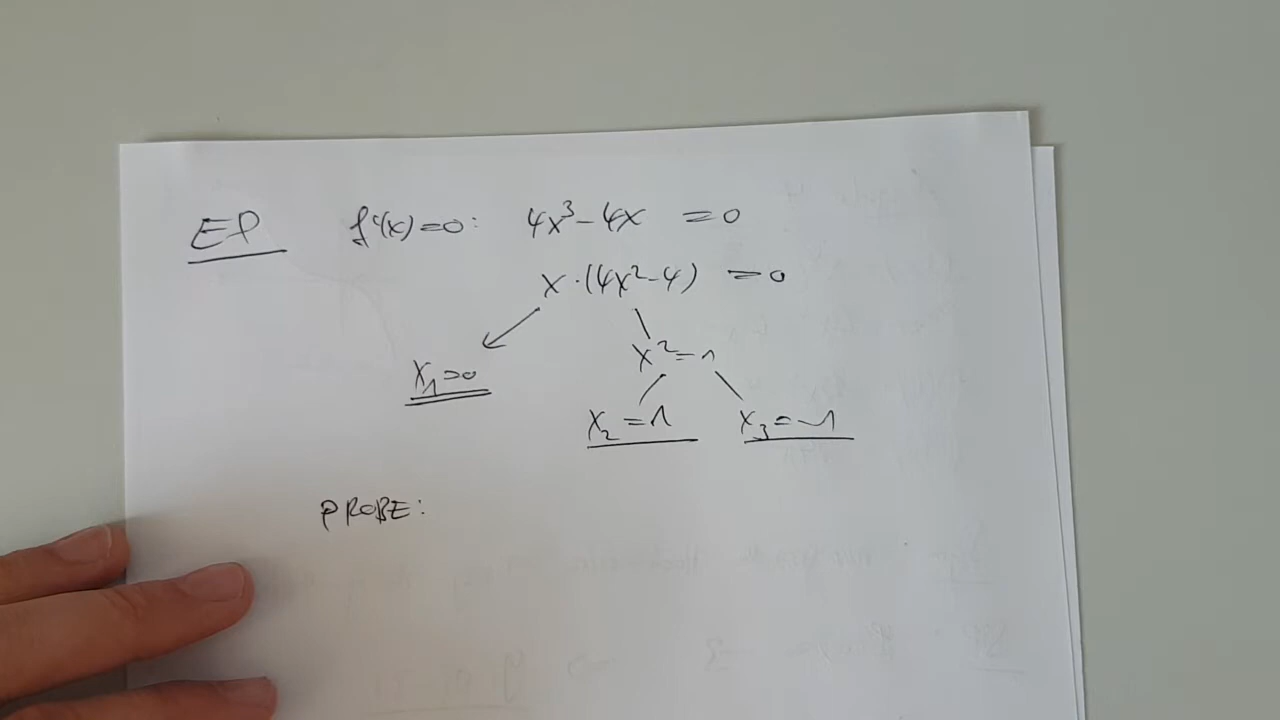 EP f'(x)=0: 4x³-4x =0
x·(4x²-4) =0
x²=1
x₁=0
x₂=1 x₃=-1
PROBE: